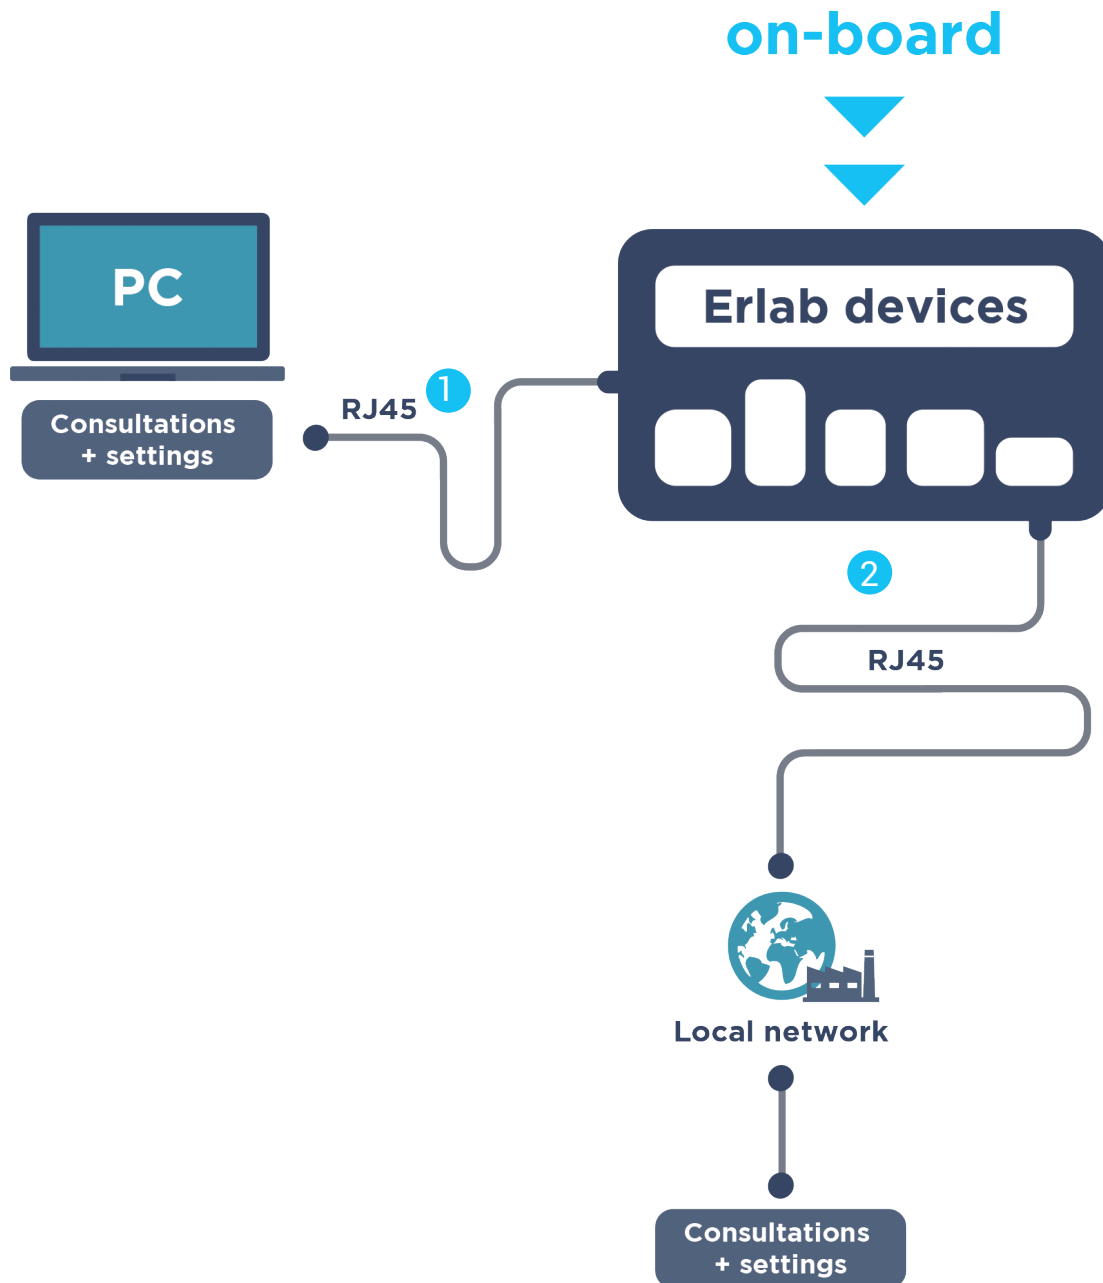 on-board
PC
Erlab devices
RJ45
1
Consultations
+ settings
2
RJ45
Local network
Consultations
+ settings